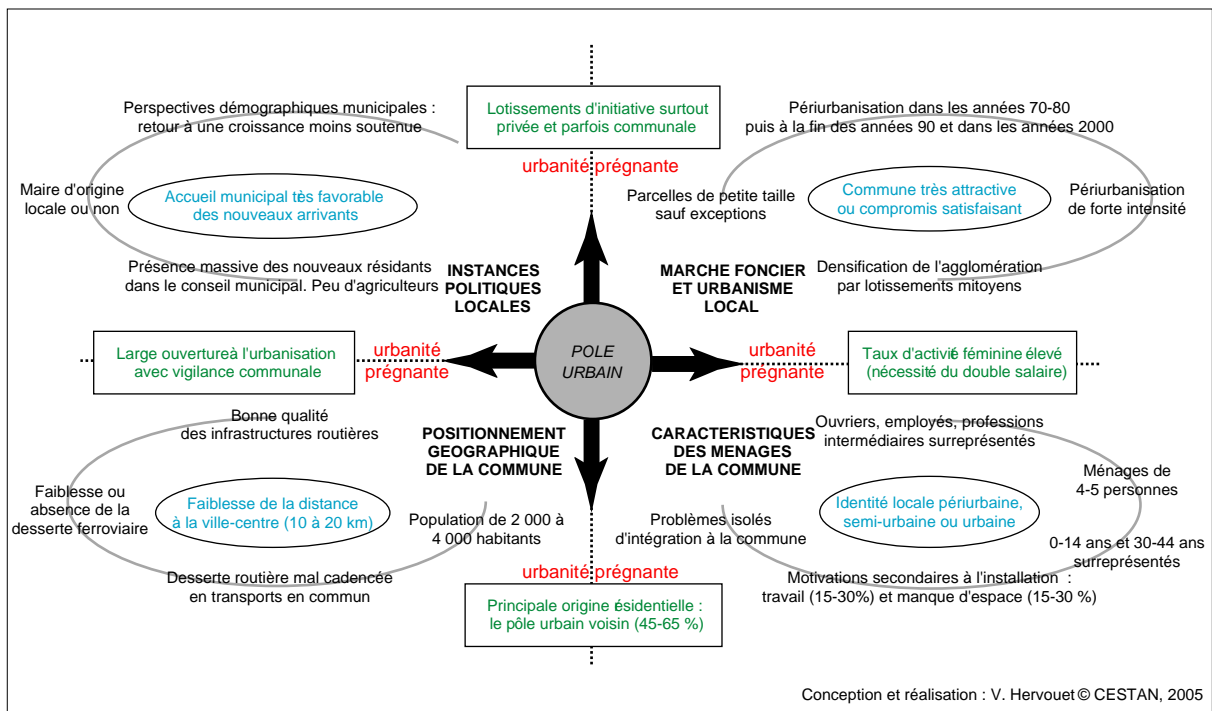 Perspectives démographiques municipales :
retour à une croissance moins soutenue
Lotissements d'initiative surtout
privée et parfois communale
Périurbanisation dans les années 70-80
puis à la fin des années 90 et dans les années 2000
urbanité prégnante
Maire d'origine
locale ou non
Accueil municipal tès favorable
des nouveaux arrivants
Parcelles de petite taille
sauf exceptions
Commune très attractive
ou compromis satisfaisant
Périurbanisation
de forte intensité
Présence massive des nouveaux résidants
dans le conseil municipal. Peu d'agriculteurs
INSTANCES
POLITIQUES
LOCALES
MARCHE FONCIER
ET URBANISME
LOCAL
Densification de l'agglomération
par lotissements mitoyens
Large ouvertureà l'urbanisation
avec vigilance communale
urbanité
prégnante
POLE
URBAIN
urbanité
prégnante
Taux d'activité féminine élevé
(nécessité du double salaire)
Bonne qualité
des infrastructures routières
POSITIONNEMENT
GEOGRAPHIQUE
DE LA COMMUNE
CARACTERISTIQUES
DES MENAGES
DE LA COMMUNE
Ouvriers, employés, professions
intermédiaires surreprésentés
Faiblesse ou
absence de la
desserte ferroviaire
Faiblesse de la distance
à la ville-centre (10 à 20 km)
Population de 2 000 à
4 000 habitants
Problèmes isolés
d'intégration à la commune
Identité locale périurbaine,
semi-urbaine ou urbaine
Ménages de
4-5 personnes
0-14 ans et 30-44 ans
surreprésentés
Desserte routière mal cadencée
en transports en commun
urbanité prégnante
Motivations secondaires à l'installation :
travail (15-30%) et manque d'espace (15-30 %)
Principale origine ésidentielle :
le pôle urbain voisin (45-65 %)
Conception et réalisation : V. Hervouet © CESTAN, 2005